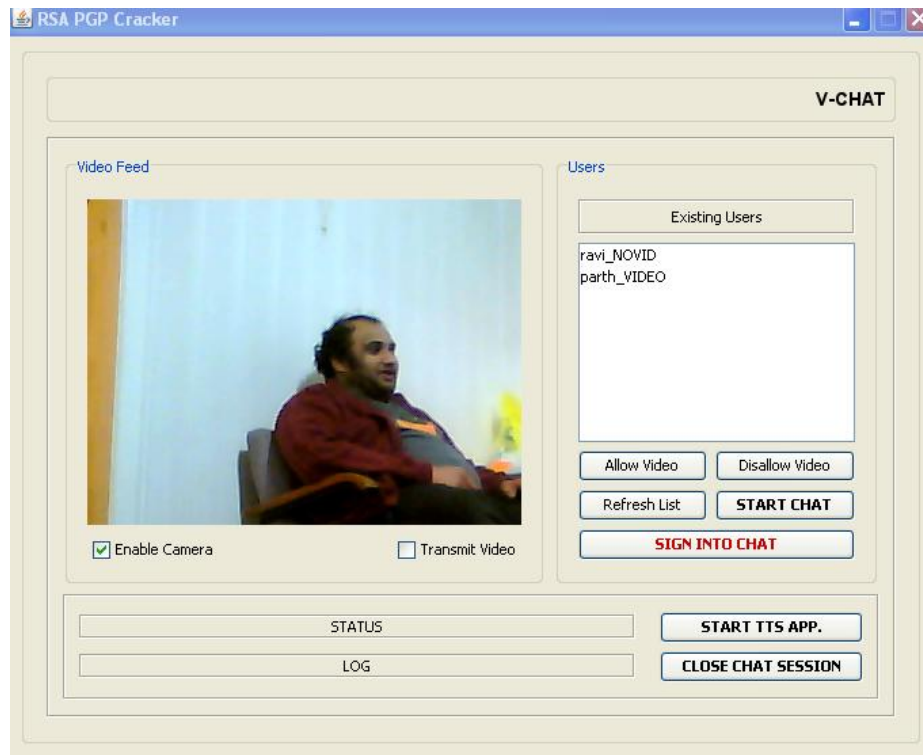 RSA PGP Cracker
V-CHAT
Video Feed
Users
Existing Users
ravi_NOVID
parth_VIDEO
Allow Video
Disallow Video
Refresh List
START CHAT
Enable Camera
Transmit Video
SIGN INTO CHAT
STATUS
START TTS APP.
LOG
CLOSE CHAT SESSION